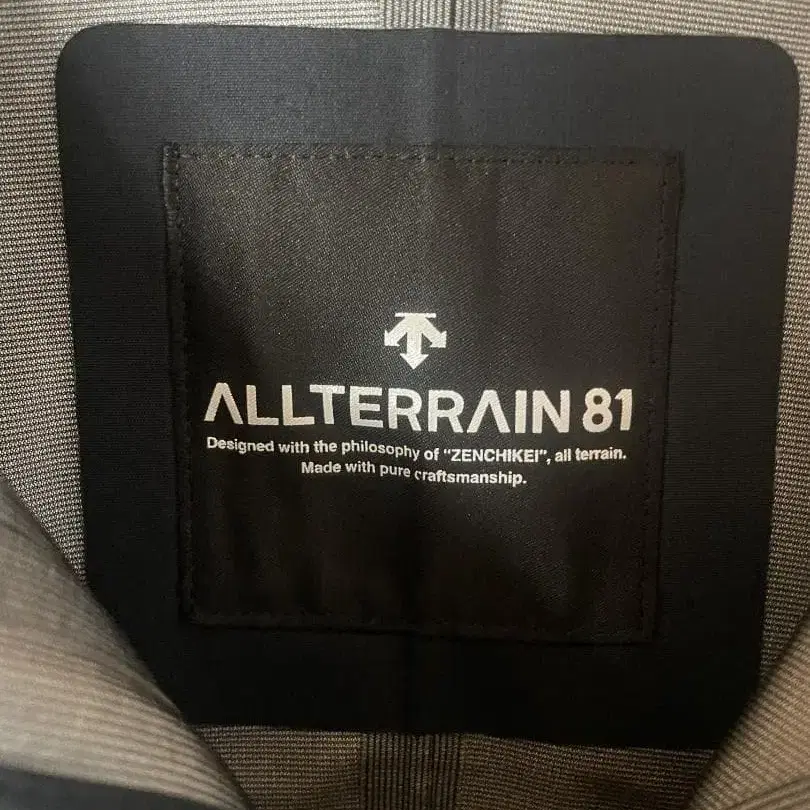 ALLTERRAIN 81
Designed with the philosophy of "ZENCHIKEI", all terrain.
Made with pure craftsmanship.